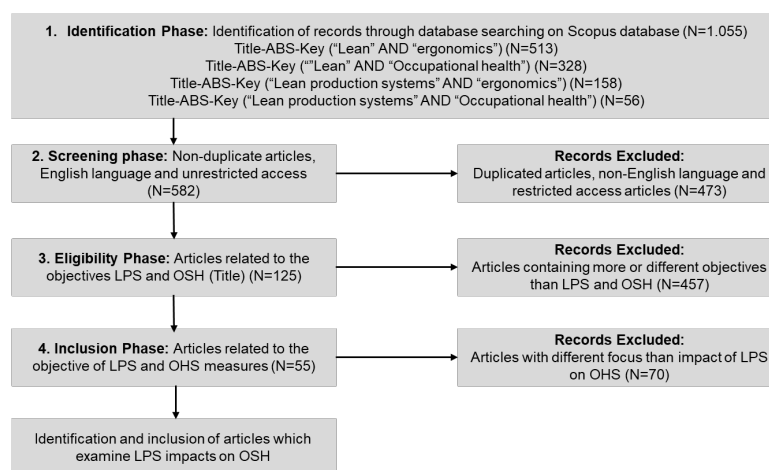 1. Identification Phase: Identification of records through database searching on Scopus database (N=1.055)
Title-ABS-Key (“Lean” AND “ergonomics”) (N=513)
Title-ABS-Key (“”Lean” AND “Occupational health”) (N=328)
Title-ABS-Key (“Lean production systems” AND “ergonomics”) (N=158)
Title-ABS-Key (“Lean production systems” AND “Occupational health”) (N=56)
2. Screening phase: Non-duplicate articles,
English language and unrestricted access
(N=582)
Records Excluded:
Duplicated articles, non-English language and
restricted access articles (N=473)
3. Eligibility Phase: Articles related to the
objectives LPS and OSH (Title) (N=125)
Records Excluded:
Articles containing more or different objectives
than LPS and OSH (N=457)
4. Inclusion Phase: Articles related to the
objective of LPS and OHS measures (N=55)
Records Excluded:
Articles with different focus than impact of LPS
on OHS (N=70)
Identification and inclusion of articles which
examine LPS impacts on OSH